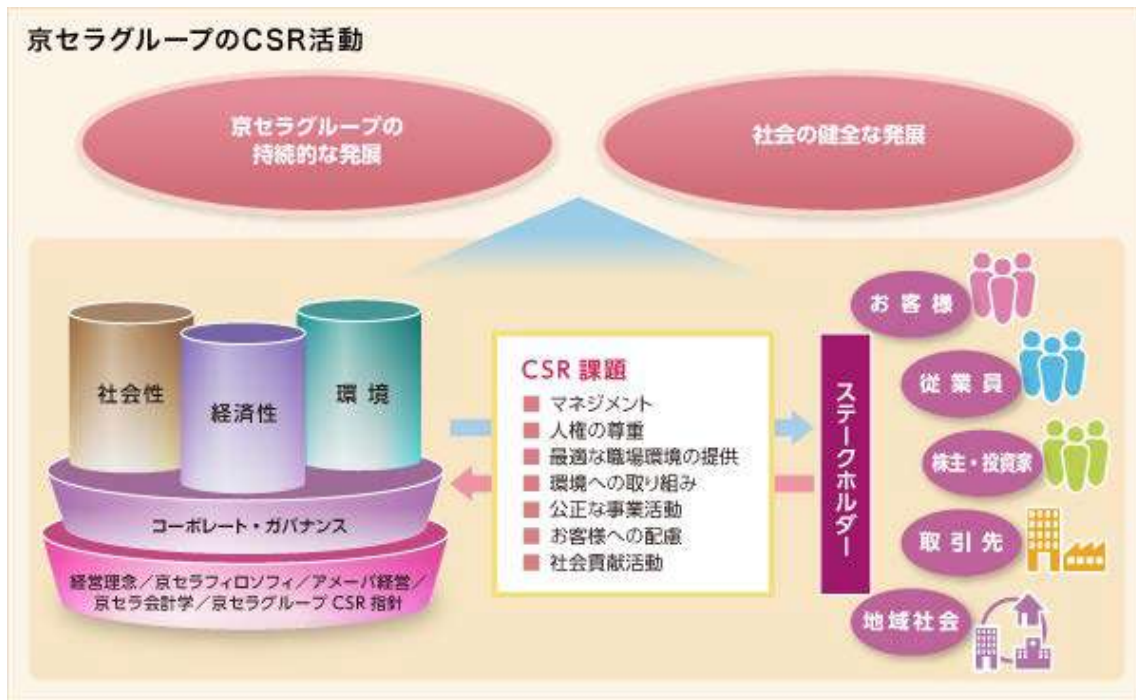 京セラグループのCSR活動
京セラグループの
持続的な発展
社会の健全な発展
社会性
経済性
環境
コーポレート・ガバナンス
経営理念／京セラフィロソフィ／アメーバ経営／
京セラ会計学／京セラグループ CSR 指針
CSR 課題
■ マネジメント
■ 人権の尊重
■ 最適な職場環境の提供
■ 環境への取り組み
■ 公正な事業活動
■ お客様への配慮
■ 社会貢献活動
ステークホルダー
お客様
従業員
株主・投資家
取引先
地域社会